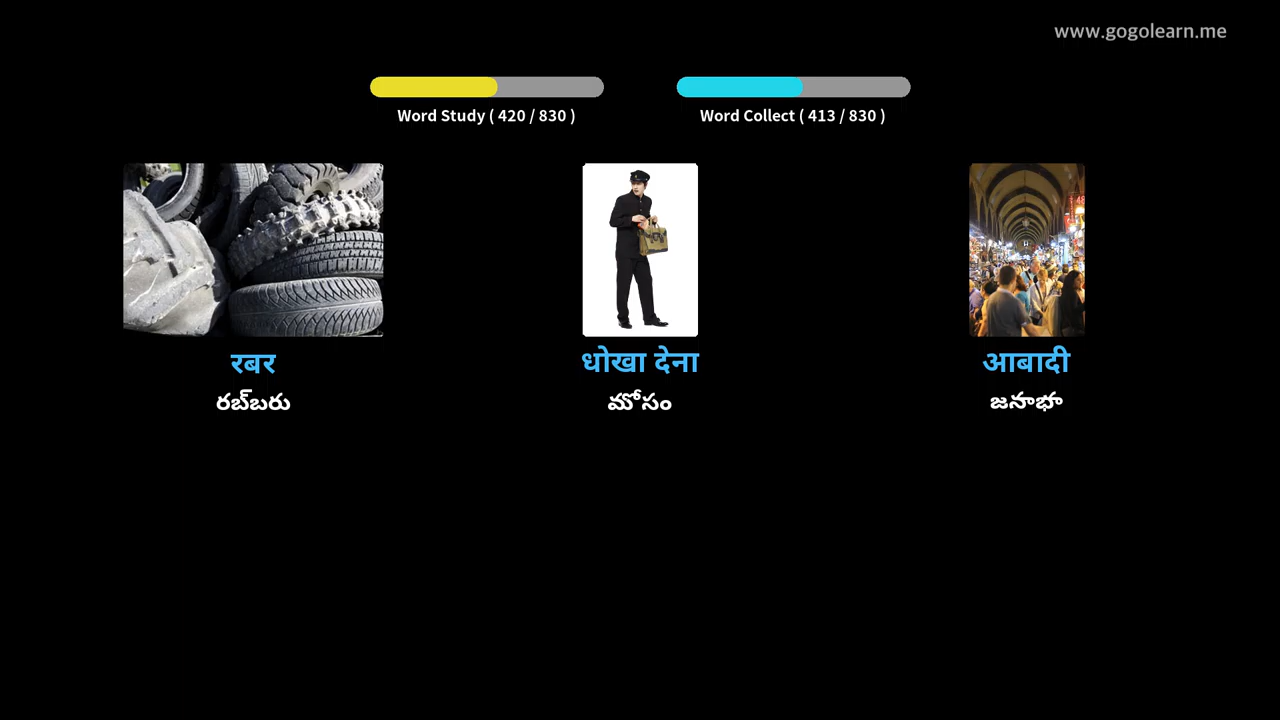 www.gogolearn.me
Word Study ( 420 / 830 )
Word Collect ( 413 / 830 )
रबर
धोखा देना
आबादी
రబ్‌బరు
మోసం
జనాభా